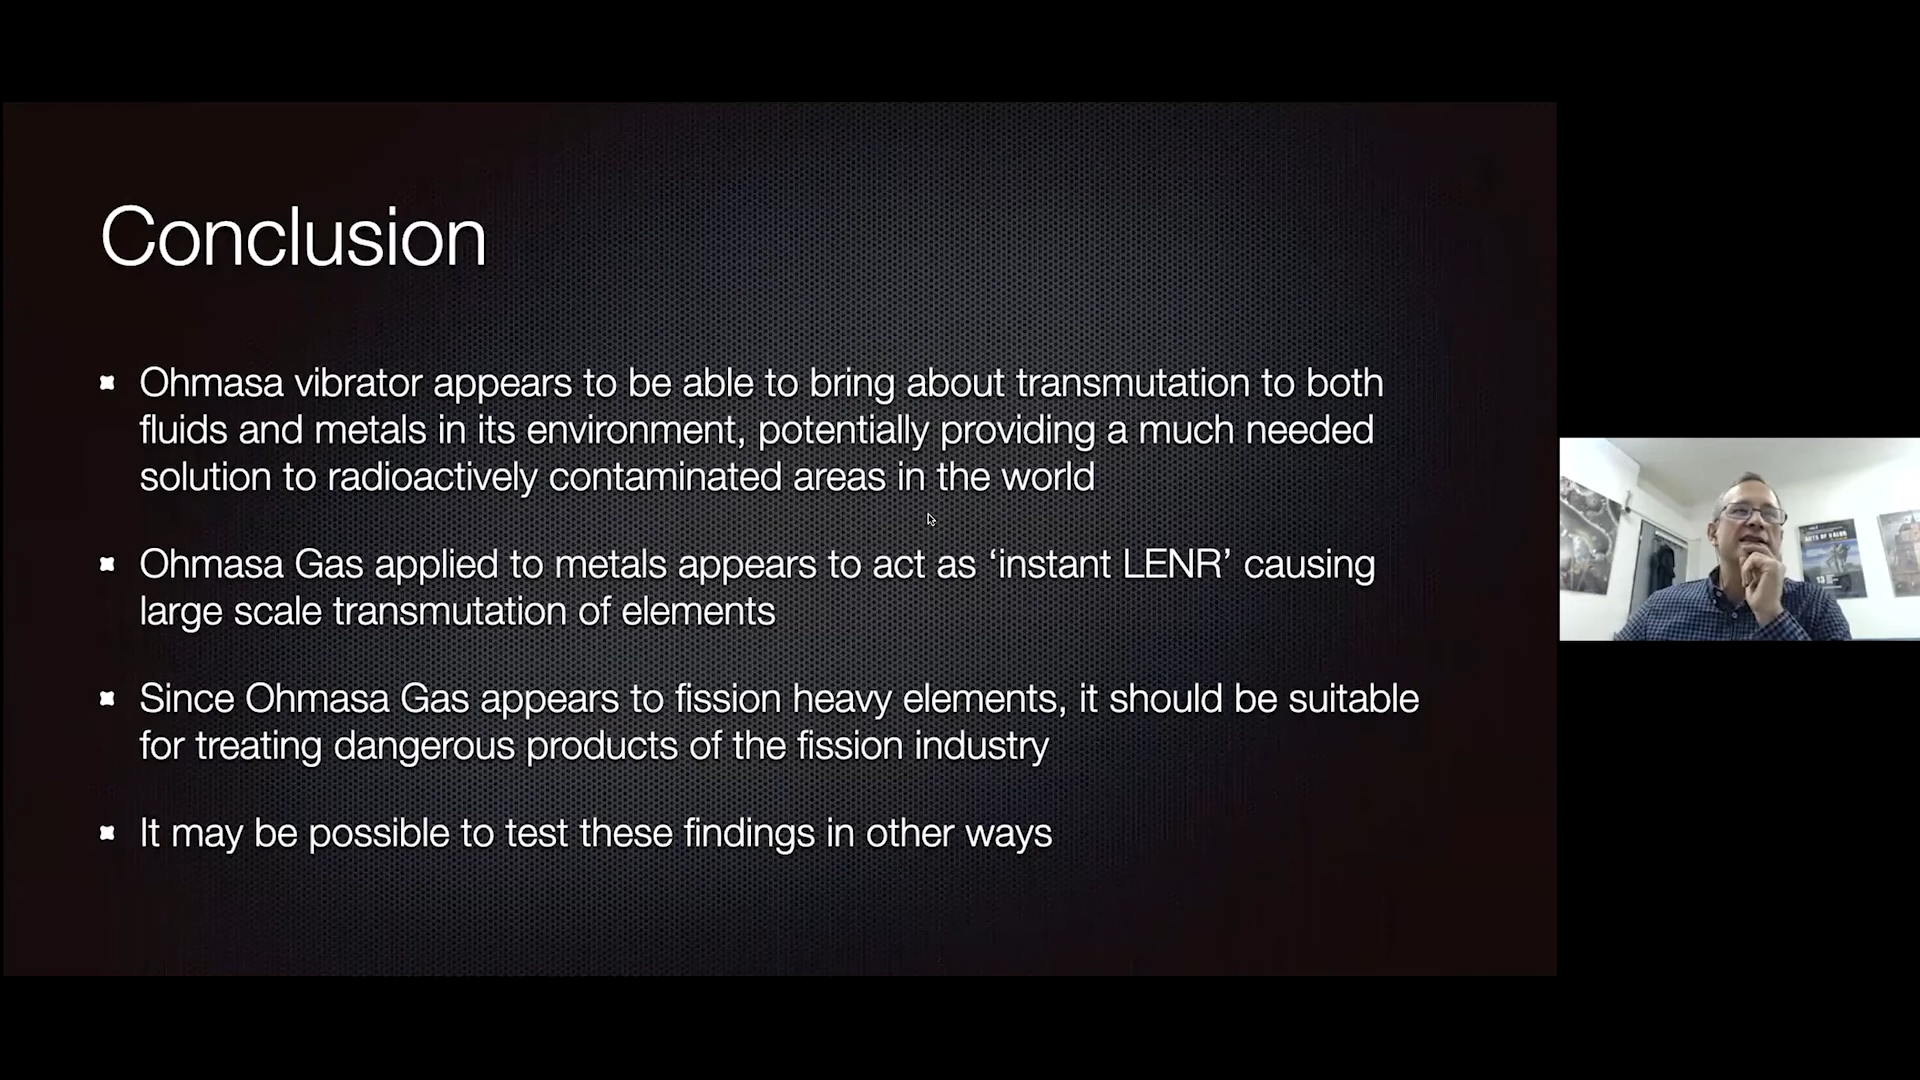 Conclusion
Ohmasa vibrator appears to be able to bring about transmutation to both
fluids and metals in its environment, potentially providing a much needed
solution to radioactively contaminated areas in the world
Ohmasa Gas applied to metals appears to act as ‘instant LENR’ causing
large scale transmutation of elements
Since Ohmasa Gas appears to fission heavy elements, it should be suitable
for treating dangerous products of the fission industry
It may be possible to test these findings in other ways
ARTS OF VALUE
13